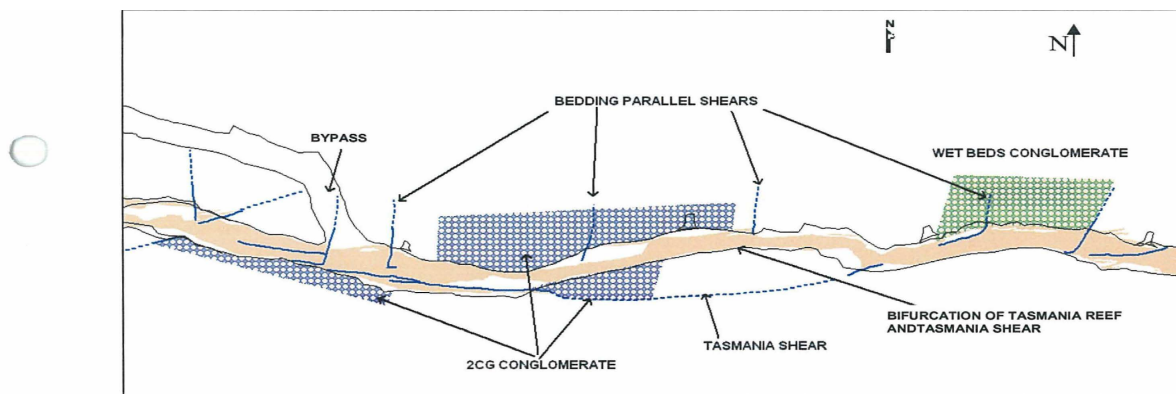 N
N
BEDDING PARALLEL SHEARS
BYPASS
WET BEDS CONGLOMERATE
BIFURCATION OF TASMANIA REEF
ANDTASMANIA SHEAR
TASMANIA SHEAR
2CG CONGLOMERATE